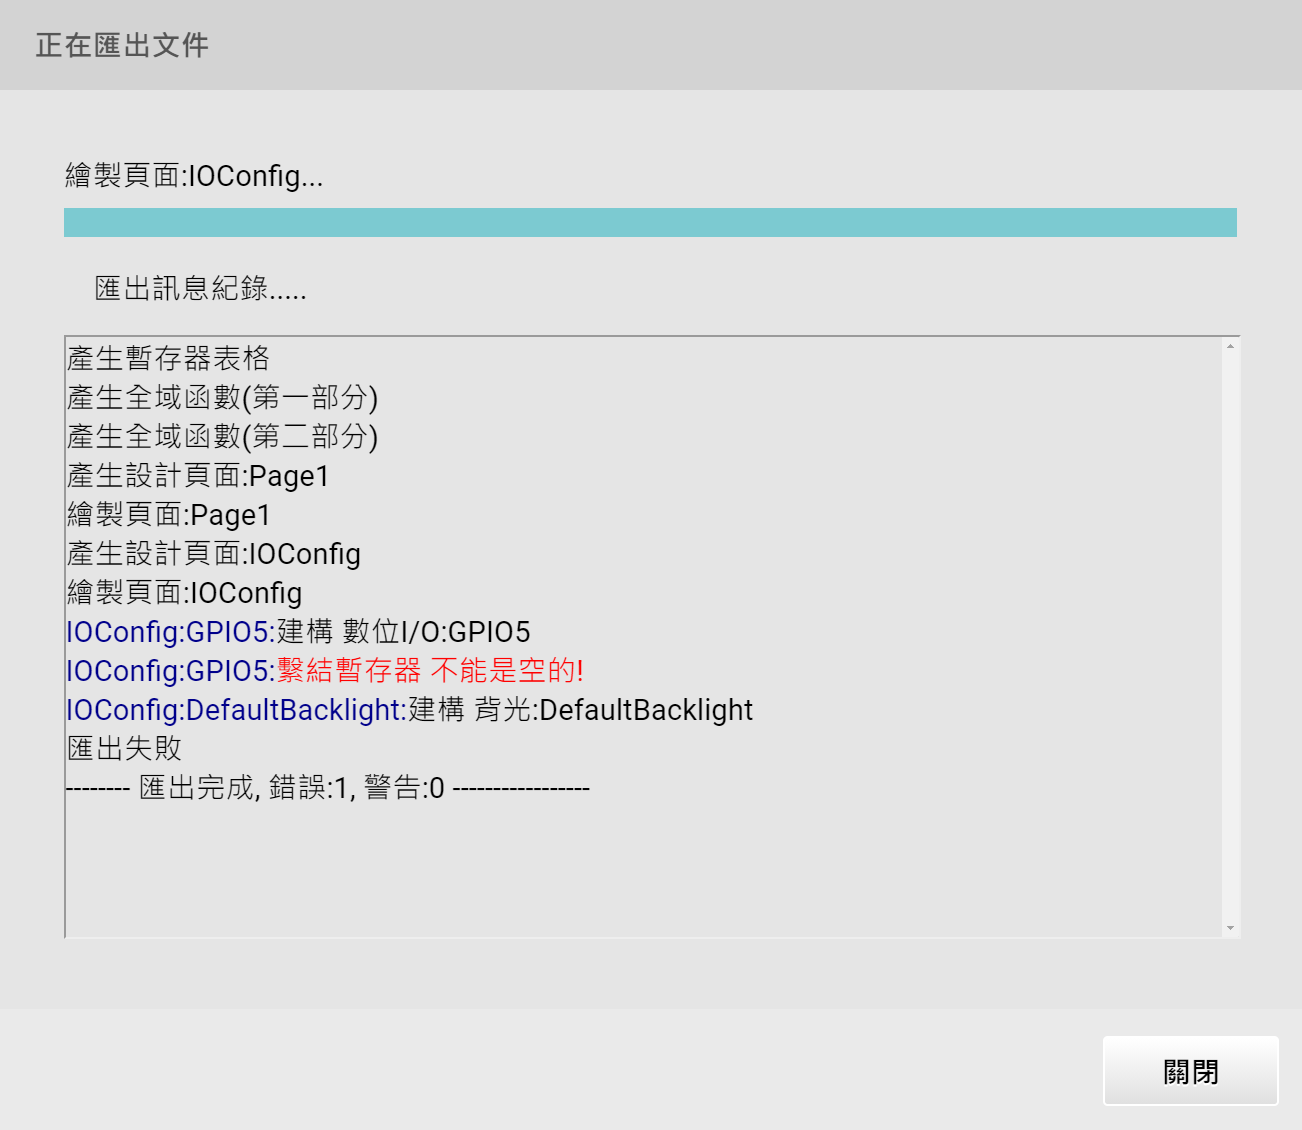 正在匯出文件
繪製頁面:IOConfig...
匯出訊息紀錄.....
產生暫存器表格
產生全域函數(第一部分)
產生全域函數(第二部分)
產生設計頁面:Page1
繪製頁面:Page1
產生設計頁面:IOConfig
繪製頁面:IOConfig
IOConfig:GPIO5:建構 數位I/O:GPIO5
IOConfig:GPIO5:繫結暫存器 不能是空的!
IOConfig:DefaultBacklight:建構 背光:DefaultBacklight
匯出失敗
-------- 匯出完成, 錯誤:1, 警告:0 -----------------
關閉